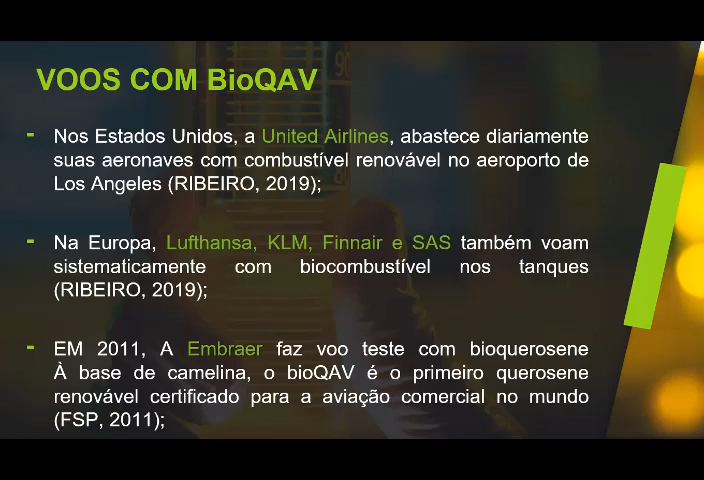 VOOS COM BioQAV
- Nos Estados Unidos, a United Airlines, abastece diariamente
suas aeronaves com combustível renovável no aeroporto de
Los Angeles (RIBEIRO, 2019);
- Na Europa, Lufthansa, KLM, Finnair e SAS também voam
sistematicamente com biocombustível nos tanques
(RIBEIRO, 2019);
- EM 2011, A Embraer faz voo teste com bioquerosene
À base de camelina, o bioQAV é o primeiro querosene
renovável certificado para a aviação comercial no mundo
(FSP, 2011);